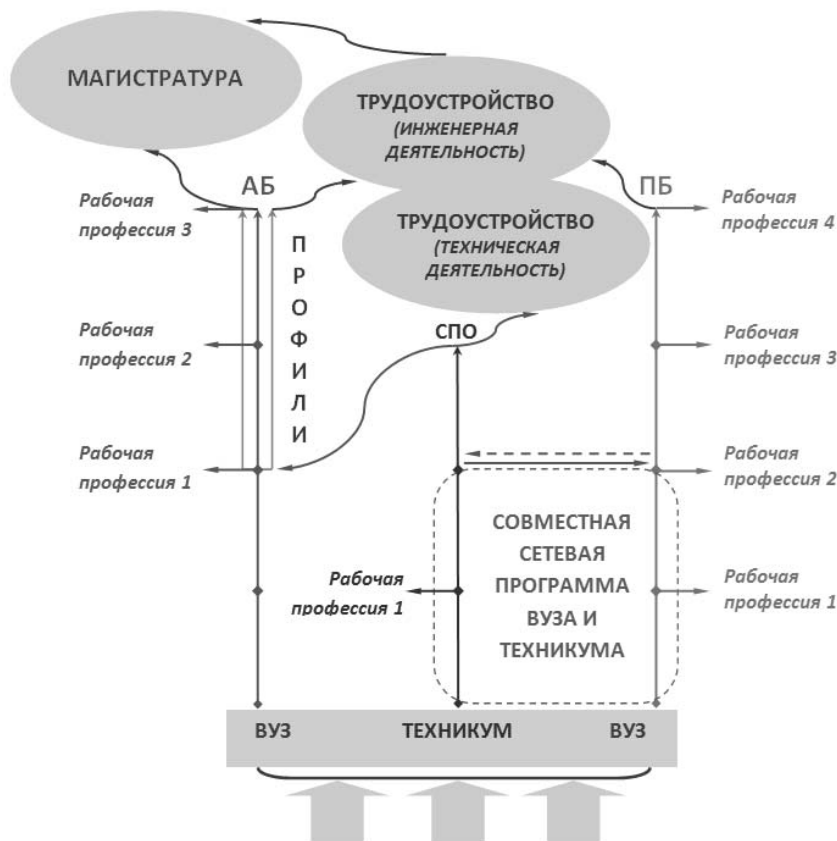 МАГИСТРАТУРА
ТРУДОУСТРОЙСТВО
(ИНЖЕНЕРНАЯ
ДЕЯТЕЛЬНОСТЬ)
АБ
ПБ
Рабочая
профессия 3
Рабочая
профессия 4
ТРУДОУСТРОЙСТВО
(ТЕХНИЧЕСКАЯ
ДЕЯТЕЛЬНОСТЬ)
П
Р
О
Ф
И
Л
И
СПО
Рабочая
профессия 2
Рабочая
профессия 3
Рабочая
профессия 1
Рабочая
профессия 2
СОВМЕСТНАЯ
СЕТЕВАЯ
ПРОГРАММА
ВУЗА И
ТЕХНИКУМА
Рабочая
профессия 1
Рабочая
профессия 1
ВУЗ
ТЕХНИКУМ
ВУЗ